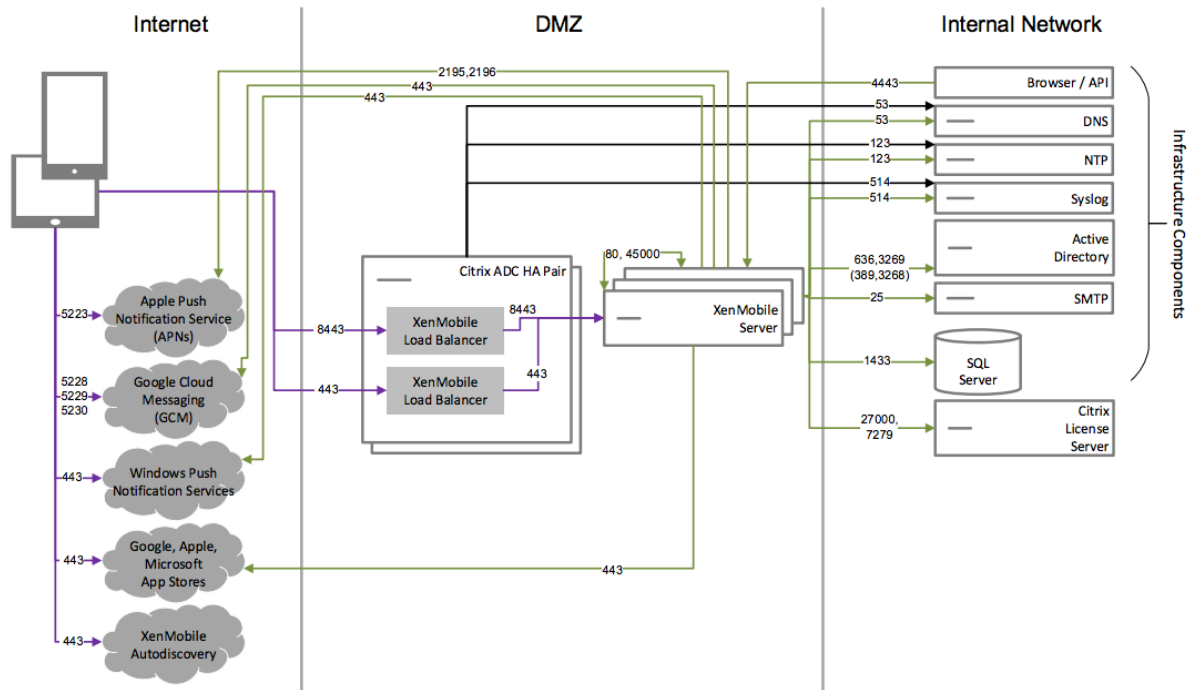 Internet
DMZ
Internal Network
2195,2196
443
443
4443
Browser / API
53
53
DNS
123
123
NTP
514
514
Syslog
Infrastructure Components
80, 45000
636,3269
(389,3268)
Active
Directory
Citrix ADC HA Pair
25
SMTP
Apple Push
Notification Service
(APNs)
5223
8443
XenMobile
Load Balancer
8443
XenMobile
Server
1433
SQL
Server
5228
5229
5230
Google Cloud
Messaging
(GCM)
443
XenMobile
Load Balancer
443
27000,
7279
Citrix
License
Server
443
Windows Push
Notification Services
443
Google, Apple,
Microsoft
App Stores
443
443
XenMobile
Autodiscovery